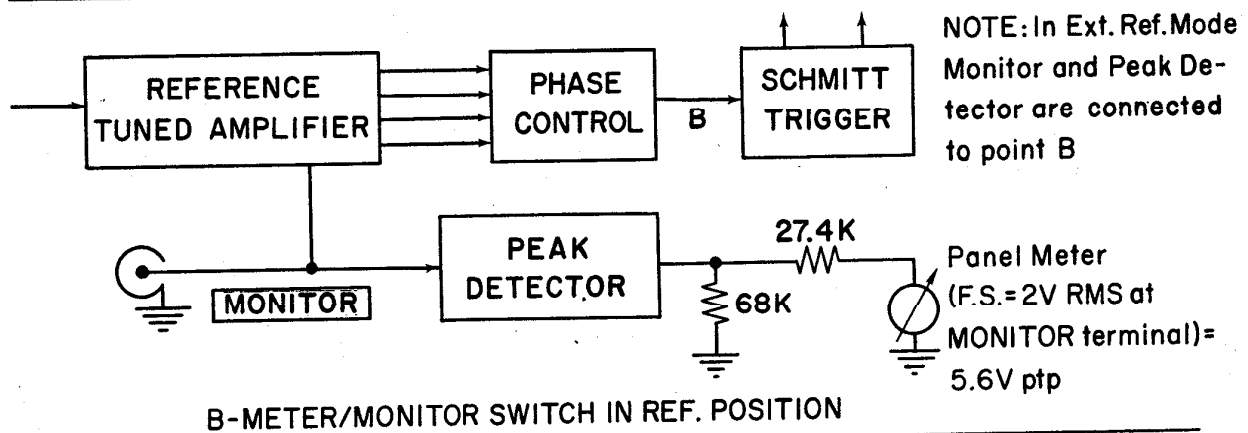 REFERENCE
TUNED AMPLIFIER
PHASE
CONTROL
B
SCHMITT
TRIGGER
NOTE: In Ext. Ref. Mode
Monitor and Peak De-
tector are connected
to point B
MONITOR
PEAK
DETECTOR
68K
27.4K
Panel Meter
(F.S.=2V RMS at
MONITOR terminal)=
5.6V ptp
B-METER/MONITOR SWITCH IN REF. POSITION